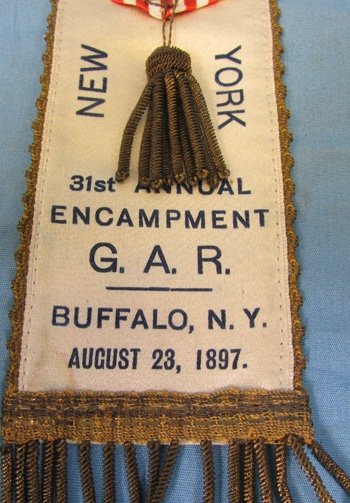 NEW YORK
31st ANNUAL
ENCAMPMENT
G. A. R.
BUFFALO, N. Y.
AUGUST 23, 1897.